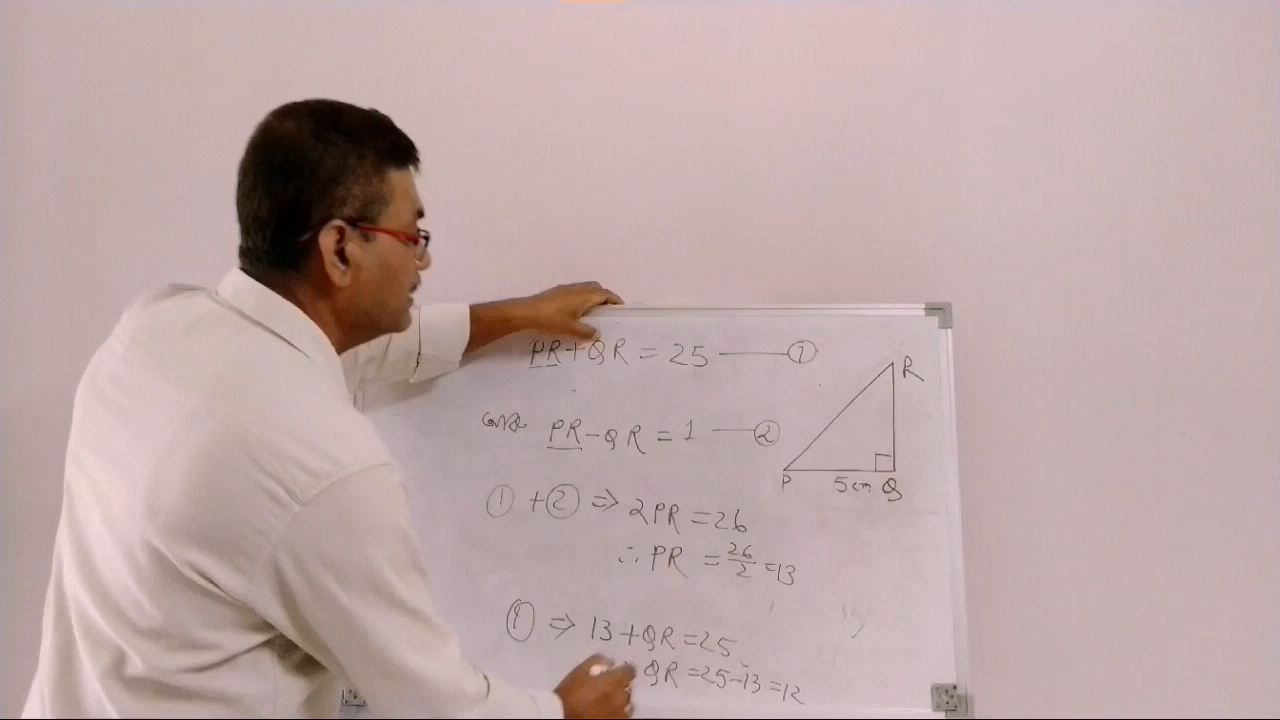 PR+QR = 25 ——— ①
PR-QR = 1 —— ②
① + ② ⇒ 2PR = 26
∴ PR = 26/2 = 13
① ⇒ 13+QR = 25
QR = 25-13 = 12
R
P 5cm Q